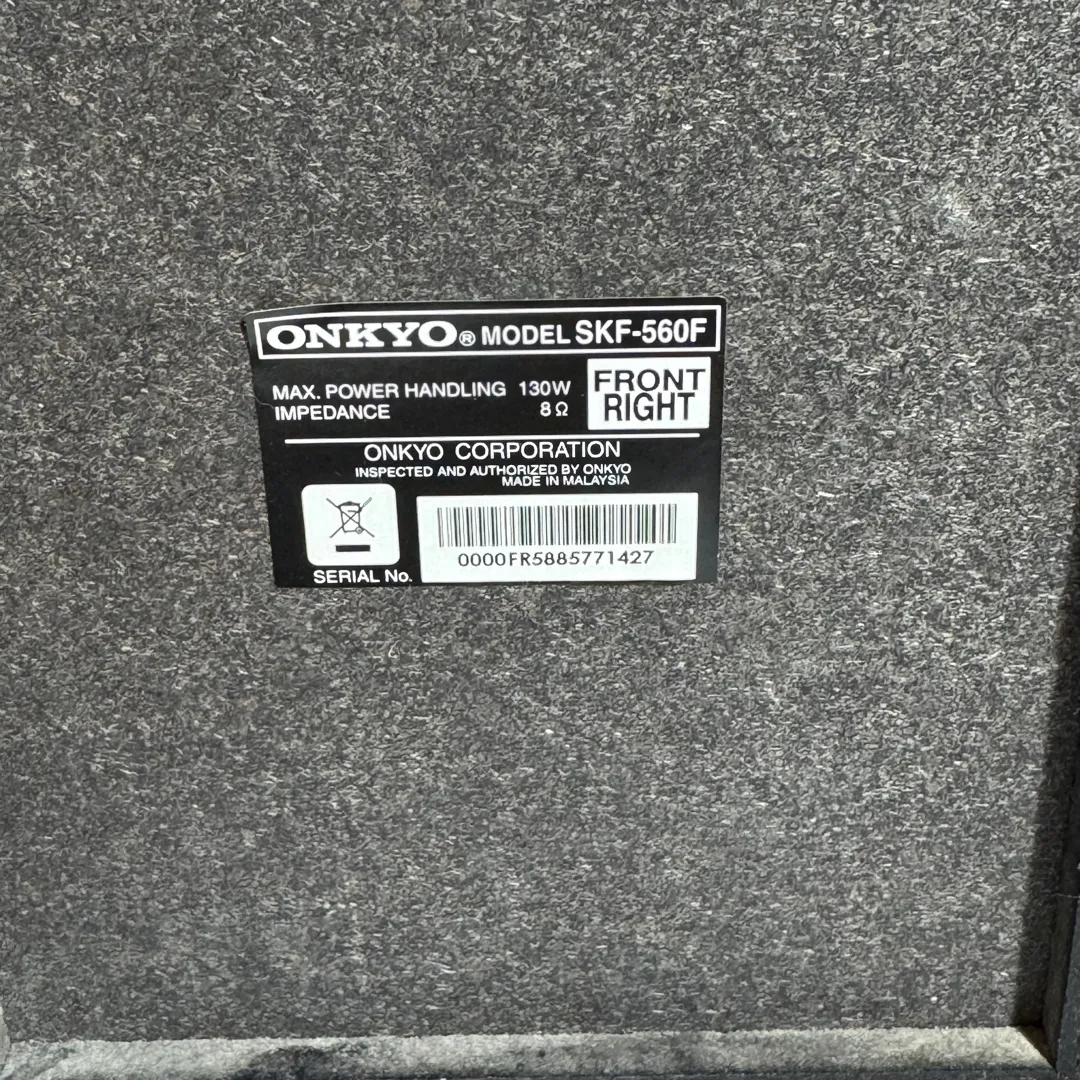 ONKYO® MODEL SKF-560F
MAX. POWER HANDLING 130W
IMPEDANCE 8Ω
FRONT
RIGHT
ONKYO CORPORATION
INSPECTED AND AUTHORIZED BY ONKYO
MADE IN MALAYSIA
0000FR5885771427
SERIAL No.